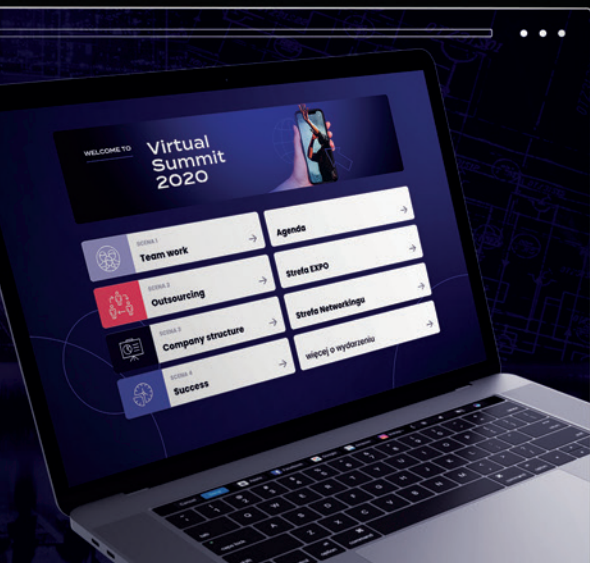 WELCOME TO
Virtual
Summit
2020
SCENA 1
Team work
SCENA 2
Outsourcing
SCENA 3
Company structure
SCENA 4
Success
Agenda
Strefa EXPO
Strefa Networkingu
więcej o wydarzeniu